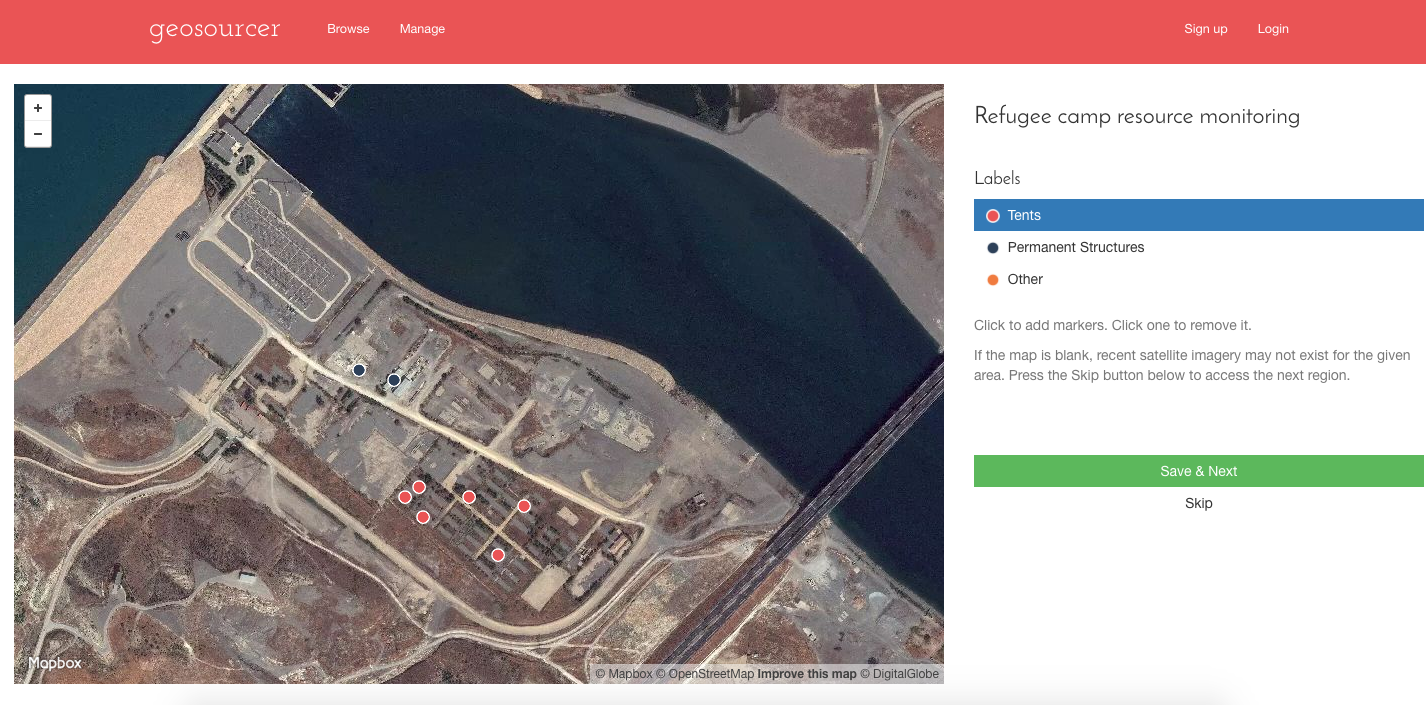 geosourcer
Browse
Manage
Sign up
Login
+
−
Refugee camp resource monitoring
Labels
Tents
Permanent Structures
Other
Click to add markers. Click one to remove it.
If the map is blank, recent satellite imagery may not exist for the given
area. Press the Skip button below to access the next region.
Save & Next
Skip
Mapbox
© Mapbox © OpenStreetMap Improve this map © DigitalGlobe